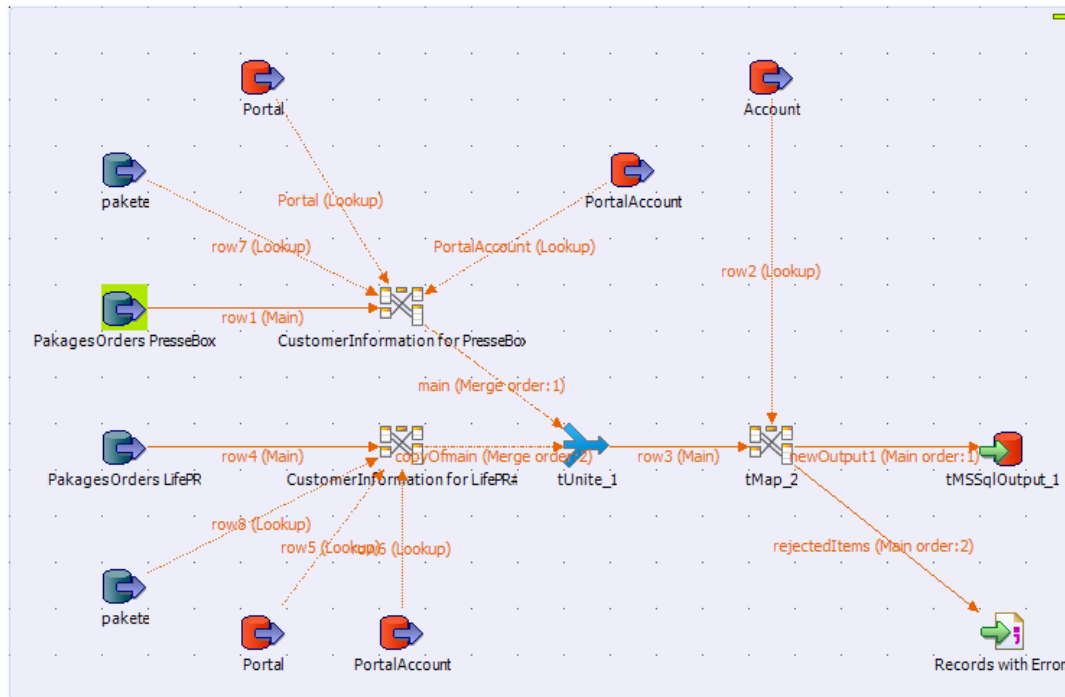 Portal
Account
pakete
PortalAccount
Portal (Lookup)
row7 (Lookup)
PortalAccount (Lookup)
row2 (Lookup)
row1 (Main)
PakagesOrders PresseBox
CustomerInformation for PresseBox
main (Merge order:1)
row4 (Main)
copyOfmain (Merge order:2)
row3 (Main)
newOutput1 (Main order:1)
PakagesOrders LifePR
CustomerInformation for LifePR#
tUnite_1
tMap_2
tMSSqlOutput_1
row8 (Lookup)
row5 (Lookup)
row6 (Lookup)
rejectedItems (Main order:2)
pakete
Portal
PortalAccount
Records with Error